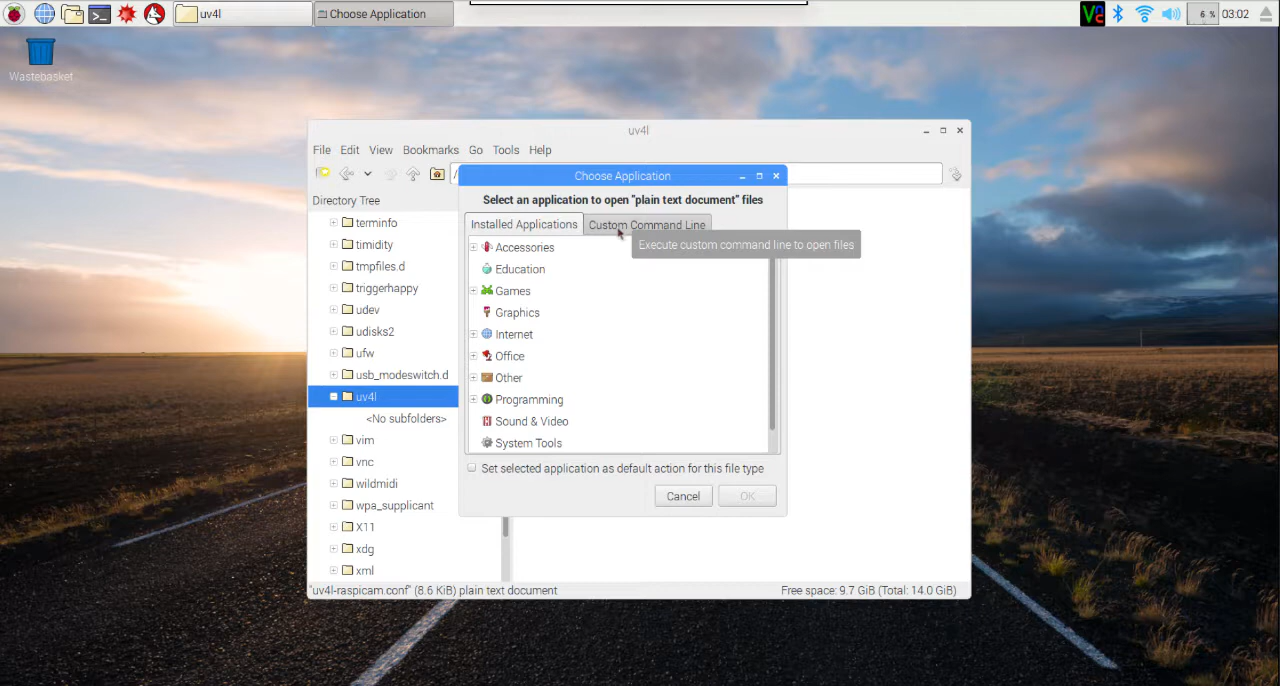 uv4l
Choose Application
6 %
03:02
Wastebasket
uv4l
File Edit View Bookmarks Go Tools Help
/
Choose Application
Directory Tree
Select an application to open "plain text document" files
Installed Applications
Custom Command Line
Execute custom command line to open files
terminfo
timidity
tmpfiles.d
triggerhappy
udev
udisks2
ufw
usb_modeswitch.d
uv4l
<No subfolders>
vim
vnc
wildmidi
wpa_supplicant
X11
xdg
xml
Accessories
Education
Games
Graphics
Internet
Office
Other
Programming
Sound & Video
System Tools
Set selected application as default action for this file type
Cancel
OK
"uv4l-raspicam.conf" (8.6 KiB) plain text document
Free space: 9.7 GiB (Total: 14.0 GiB)